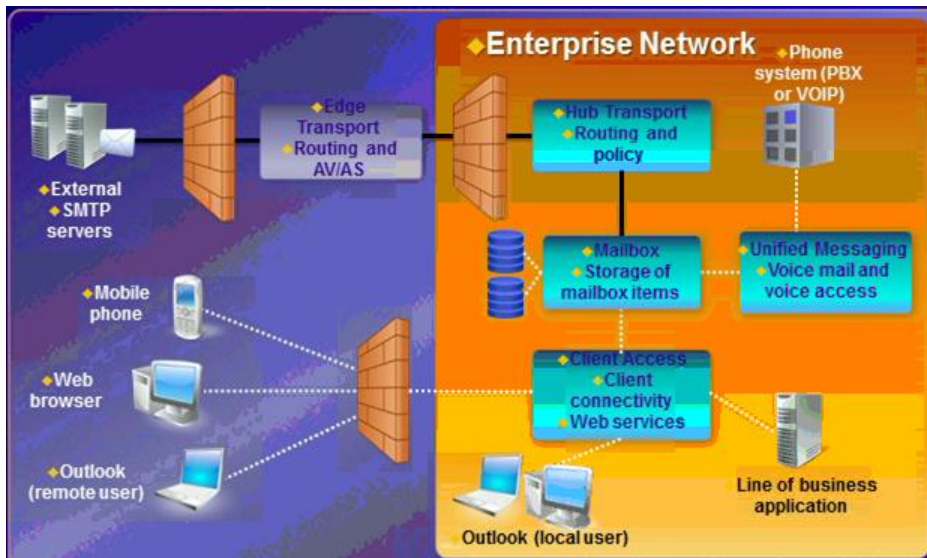 ◆Enterprise Network
◆Phone
system (PBX
or VOIP)
◆Edge
Transport
◆Routing and
AV/AS
◆Hub Transport
◆Routing and
policy
◆External
◆SMTP
servers
◆Mailbox
◆Storage of
mailbox items
◆Unified Messaging
◆Voice mail and
voice access
◆Mobile
phone
◆Web
browser
◆Client Access
◆Client
connectivity
◆Web services
◆Outlook
(remote user)
◆Line of business
application
◆Outlook (local user)